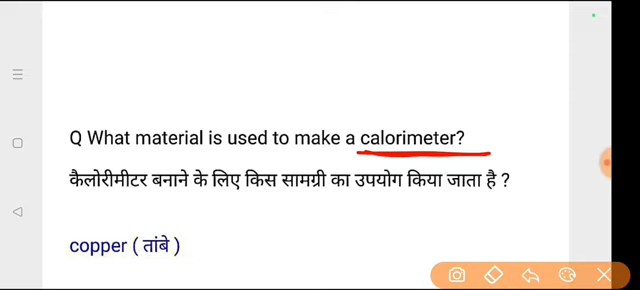 Q What material is used to make a calorimeter?
कैलोरीमीटर बनाने के लिए किस सामग्री का उपयोग किया जाता है ?
copper ( तांबे )